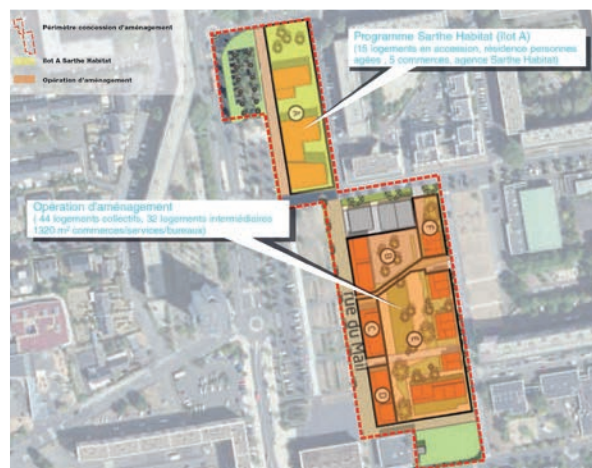 Périmètre concession d'aménagement
Ilot A Sarthe Habitat
Opération d'aménagement
Programme Sarthe Habitat (Ilot A)
(15 logements en accession, résidence personnes
agées , 5 commerces, agence Sarthe Habitat)
A
Opération d'aménagement
( 44 logements collectifs, 32 logements intermédiaires
1320 m² commerces/services/bureaux)
F
D
rue du Mail
C
E
D